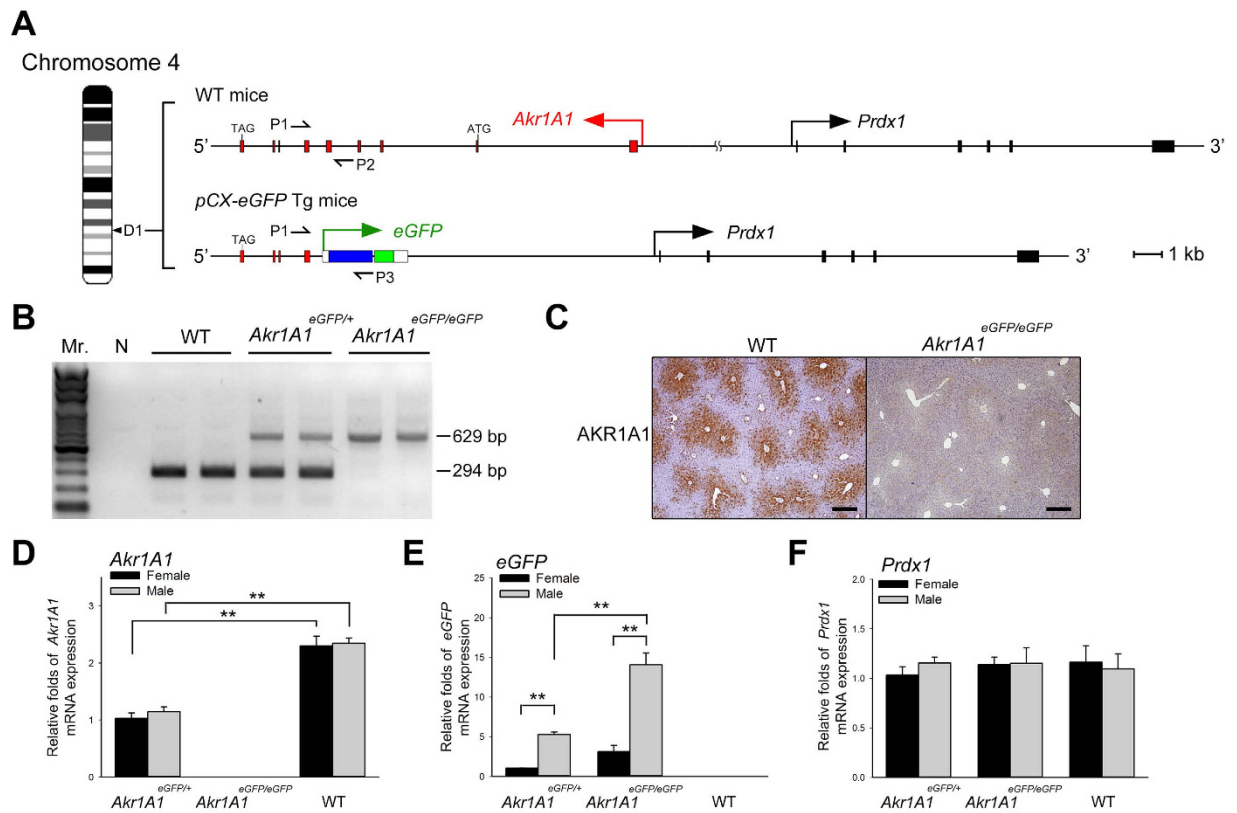 A
Chromosome 4
D1
WT mice
5’
TAG
P1
P2
ATG
Akr1A1
Prdx1
3’
pCX-eGFP Tg mice
5’
TAG
P1
eGFP
P3
Prdx1
3’
1 kb
B
Mr.
N
WT
Akr1A1 eGFP/+
Akr1A1 eGFP/eGFP
629 bp
294 bp
C
WT
Akr1A1 eGFP/eGFP
AKR1A1
D
Akr1A1
Female
Male
Relative folds of Akr1A1
mRNA expression
3
2
1
0
**
**
Akr1A1 eGFP/+
Akr1A1 eGFP/eGFP
WT
E
eGFP
Female
Male
Relative folds of eGFP
mRNA expression
25
20
15
10
5
0
**
**
**
Akr1A1 eGFP/+
Akr1A1 eGFP/eGFP
WT
F
Prdx1
Female
Male
Relative folds of Prdx1
mRNA expression
2.0
1.5
1.0
0.5
0.0
Akr1A1 eGFP/+
Akr1A1 eGFP/eGFP
WT